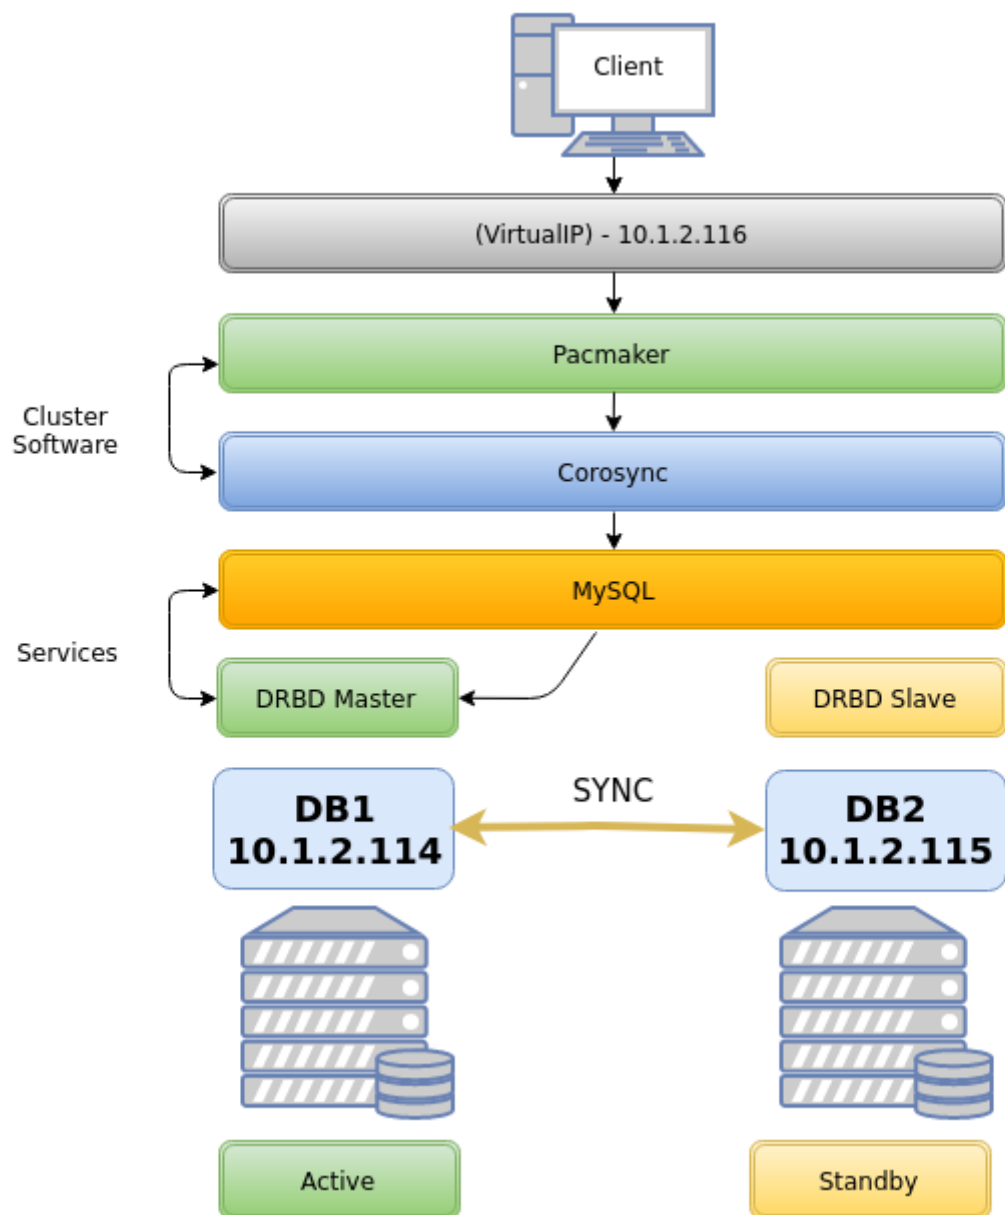 Client
(VirtualIP) - 10.1.2.116
Pacmaker
Cluster
Software
Corosync
MySQL
Services
DRBD Master
DRBD Slave
SYNC
DB1
10.1.2.114
DB2
10.1.2.115
Active
Standby